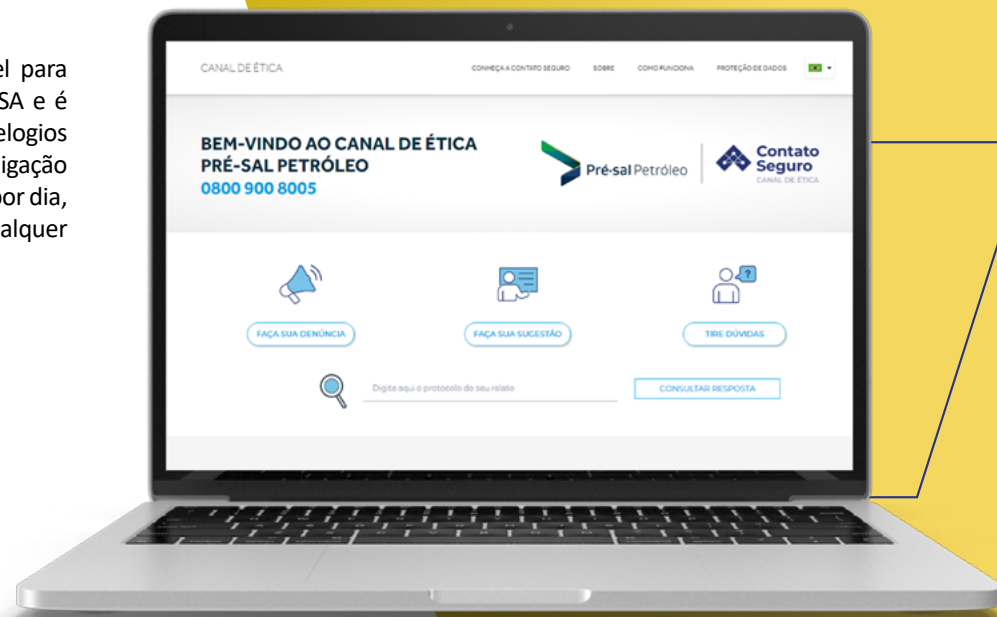 el para
SA e é
elogios
igação
por dia,
alquer
CANAL DE ÉTICA
CONHEÇA A CONTATO SEGURO
SOBRE
COMO FUNCIONA
PROTEÇÃO DE DADOS
BEM-VINDO AO CANAL DE ÉTICA
PRÉ-SAL PETRÓLEO
0800 900 8005
Pré-sal Petróleo
Contato
Seguro
CANAL DE ÉTICA
FAÇA SUA DENÚNCIA
FAÇA SUA SUGESTÃO
TIRE DÚVIDAS
Digite aqui o protocolo do seu relato
CONSULTAR RESPOSTA